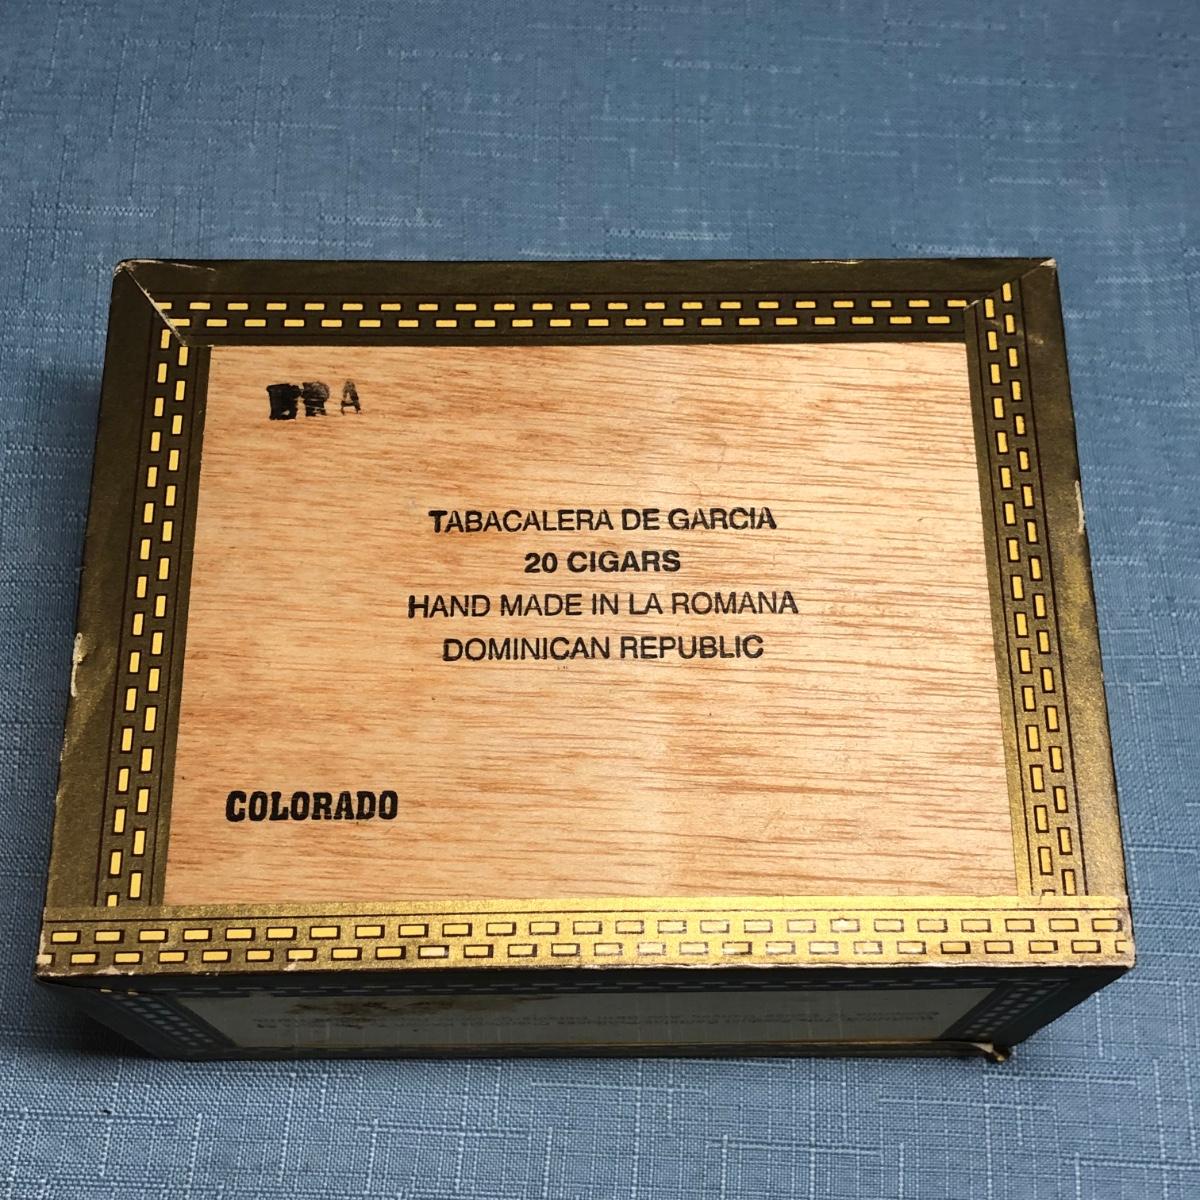 TABACALERA DE GARCIA
20 CIGARS
HAND MADE IN LA ROMANA
DOMINICAN REPUBLIC
COLORADO